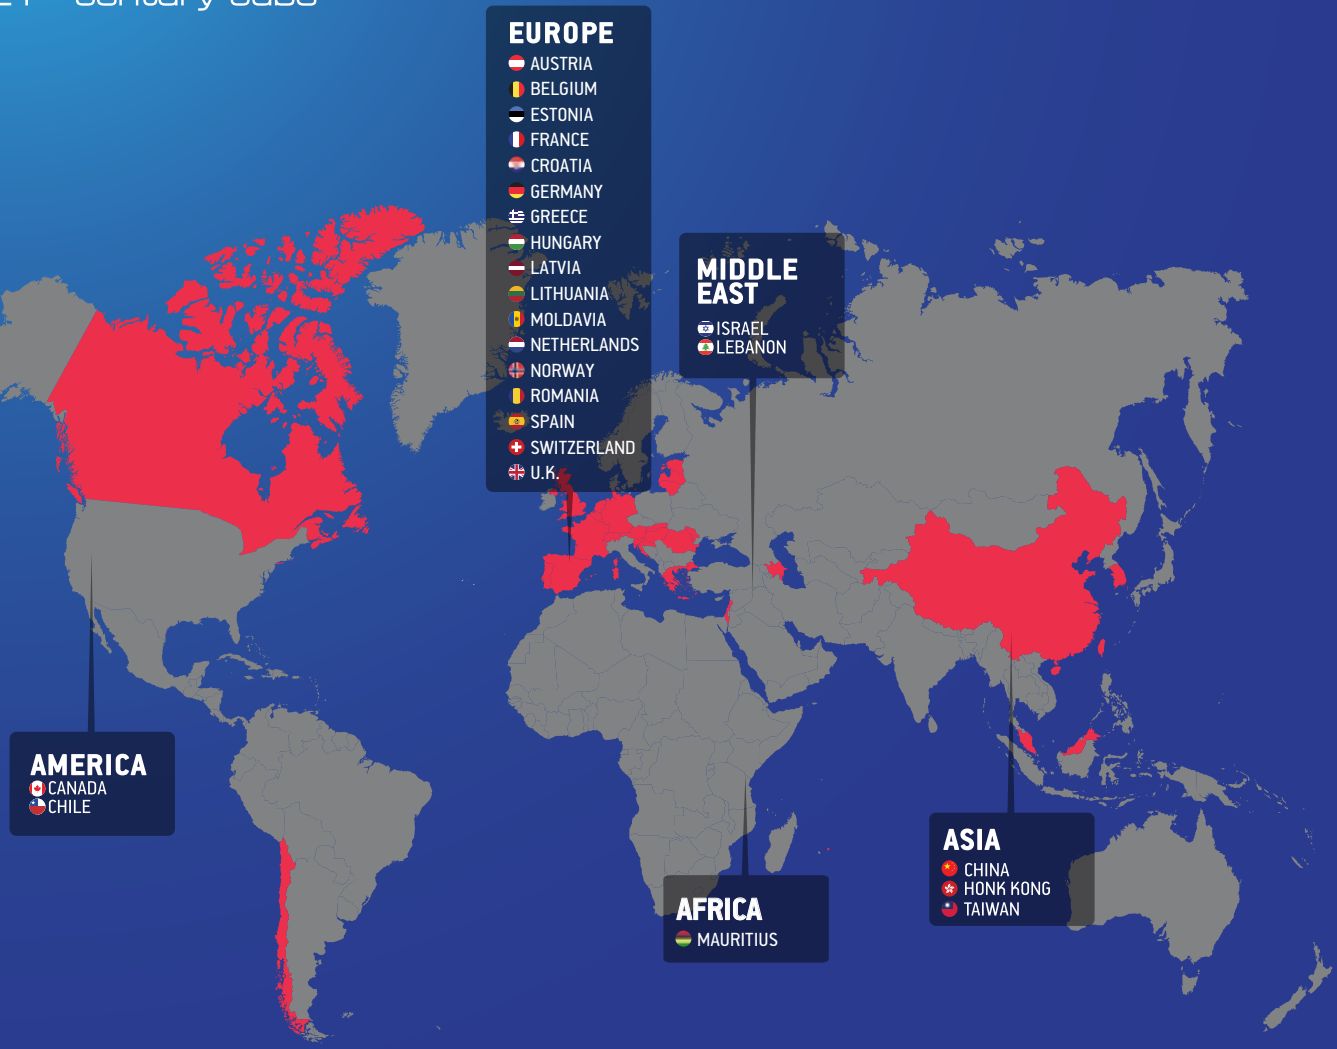 EUROPE
AUSTRIA
BELGIUM
ESTONIA
FRANCE
CROATIA
GERMANY
GREECE
HUNGARY
LATVIA
LITHUANIA
MOLDAVIA
NETHERLANDS
NORWAY
ROMANIA
SPAIN
SWITZERLAND
U.K.
MIDDLE
EAST
ISRAEL
LEBANON
AMERICA
CANADA
CHILE
AFRICA
MAURITIUS
ASIA
CHINA
HONK KONG
TAIWAN